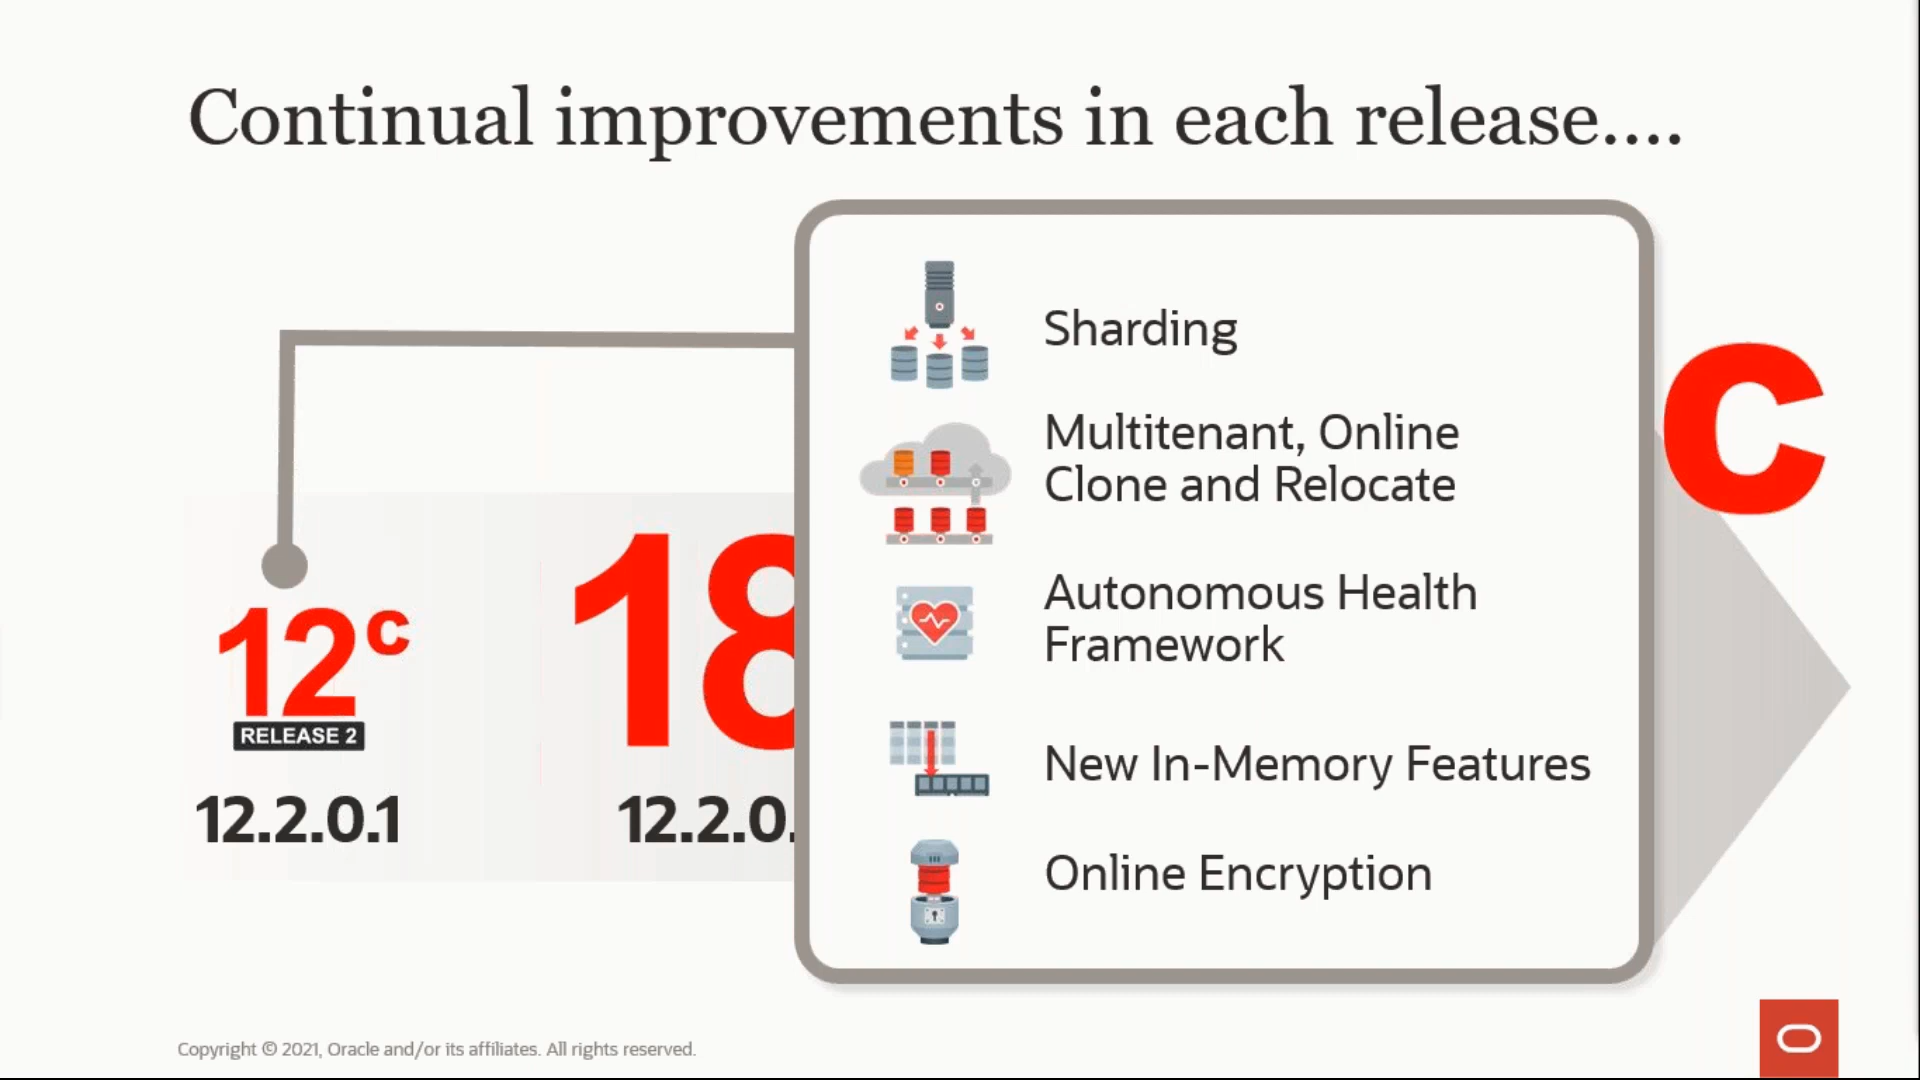 Continual improvements in each release....
Sharding
Multitenant, Online
Clone and Relocate
Autonomous Health
Framework
New In-Memory Features
Online Encryption
12c
RELEASE 2
12.2.0.1
18
12.2.0.
c
Copyright © 2021, Oracle and/or its affiliates. All rights reserved.